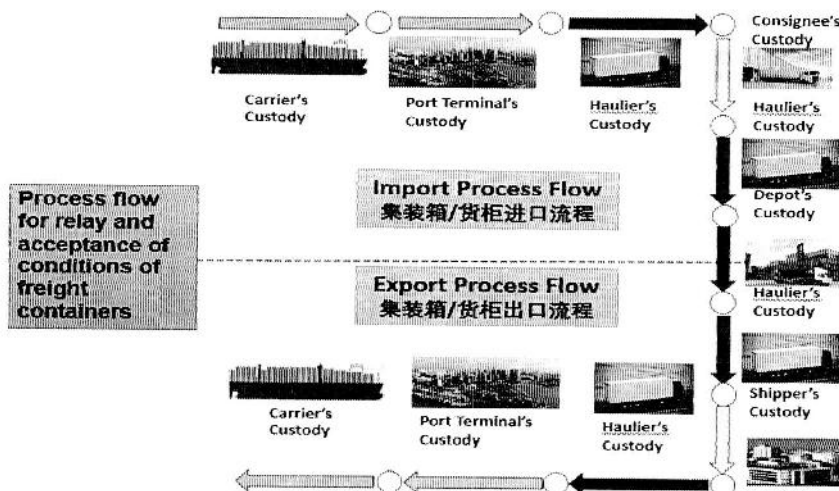 Consignee's
Custody
Carrier's
Custody
Port Terminal's
Custody
Haulier's
Custody
Haulier's
Custody
Depot's
Custody
Process flow
for relay and
acceptance of
conditions of
freight
containers
Import Process Flow
集装箱/货柜进口流程
Export Process Flow
集装箱/货柜出口流程
Haulier's
Custody
Carrier's
Custody
Port Terminal's
Custody
Haulier's
Custody
Shipper's
Custody